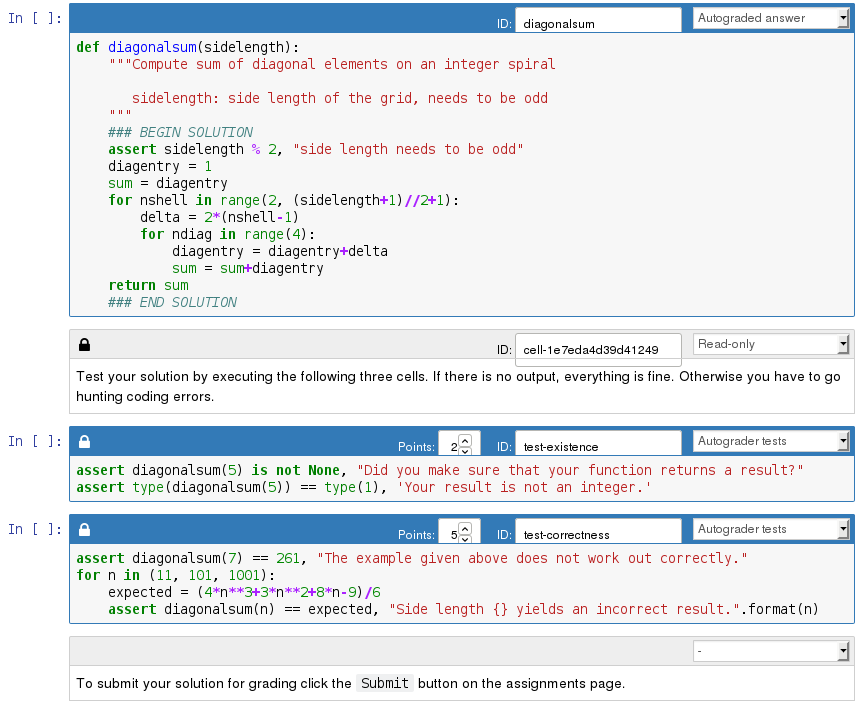 In [ ]: ID: diagonalsum Autograded answer
def diagonalsum(sidelength):
    """Compute sum of diagonal elements on an integer spiral
       sidelength: side length of the grid, needs to be odd
    """
    ### BEGIN SOLUTION
    assert sidelength % 2, "side length needs to be odd"
    diagentry = 1
    sum = diagentry
    for nshell in range(2, (sidelength+1)//2+1):
        delta = 2*(nshell-1)
        for ndiag in range(4):
            diagentry = diagentry+delta
            sum = sum+diagentry
    return sum
    ### END SOLUTION
ID: cell-1e7eda4d39d41249 Read-only
Test your solution by executing the following three cells. If there is no output, everything is fine. Otherwise you have to go
hunting coding errors.
In [ ]: Points: 2 ID: test-existence Autograder tests
assert diagonalsum(5) is not None, "Did you make sure that your function returns a result?"
assert type(diagonalsum(5)) == type(1), 'Your result is not an integer.'
In [ ]: Points: 5 ID: test-correctness Autograder tests
assert diagonalsum(7) == 261, "The example given above does not work out correctly."
for n in (11, 101, 1001):
    expected = (4*n**3+3*n**2+8*n-9)/6
    assert diagonalsum(n) == expected, "Side length {} yields an incorrect result.".format(n)
-
To submit your solution for grading click the Submit button on the assignments page.